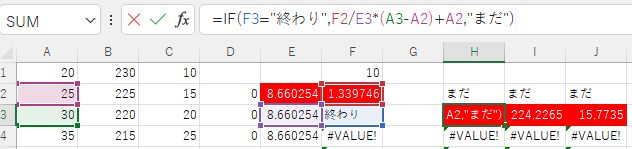 SUM =IF(F3="終わり",F2/E3*(A3-A2)+A2,"まだ")
A B C D E F G H I J
1 20 230 10 10
2 25 225 15 0 8.660254 1.339746 まだ まだ まだ
3 30 220 20 0 8.660254 終わり A2,"まだ") 224.2265 15.7735
4 35 215 25 0 8.660254 #VALUE! #VALUE! #VALUE! #VALUE!